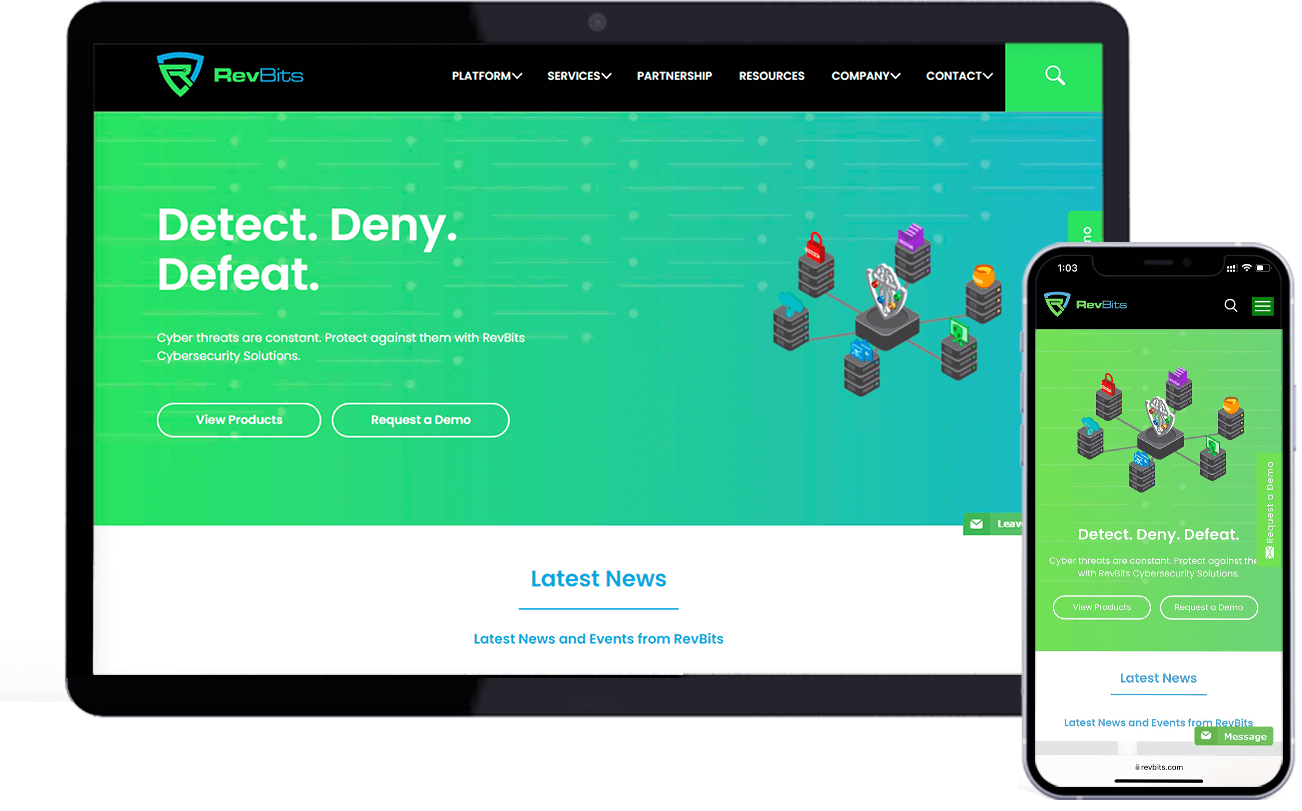 RevBits
PLATFORM
SERVICES
PARTNERSHIP
RESOURCES
COMPANY
CONTACT
Detect. Deny.
Defeat.
Cyber threats are constant. Protect against them with RevBits
Cybersecurity Solutions.
View Products
Request a Demo
Latest News
Latest News and Events from RevBits
1:03
RevBits
Request a Demo
Detect. Deny. Defeat.
Cyber threats are constant. Protect against the
with RevBits Cybersecurity Solutions.
View Products
Request a Demo
Latest News
Latest News and Events from RevBits
Message
revbits.com